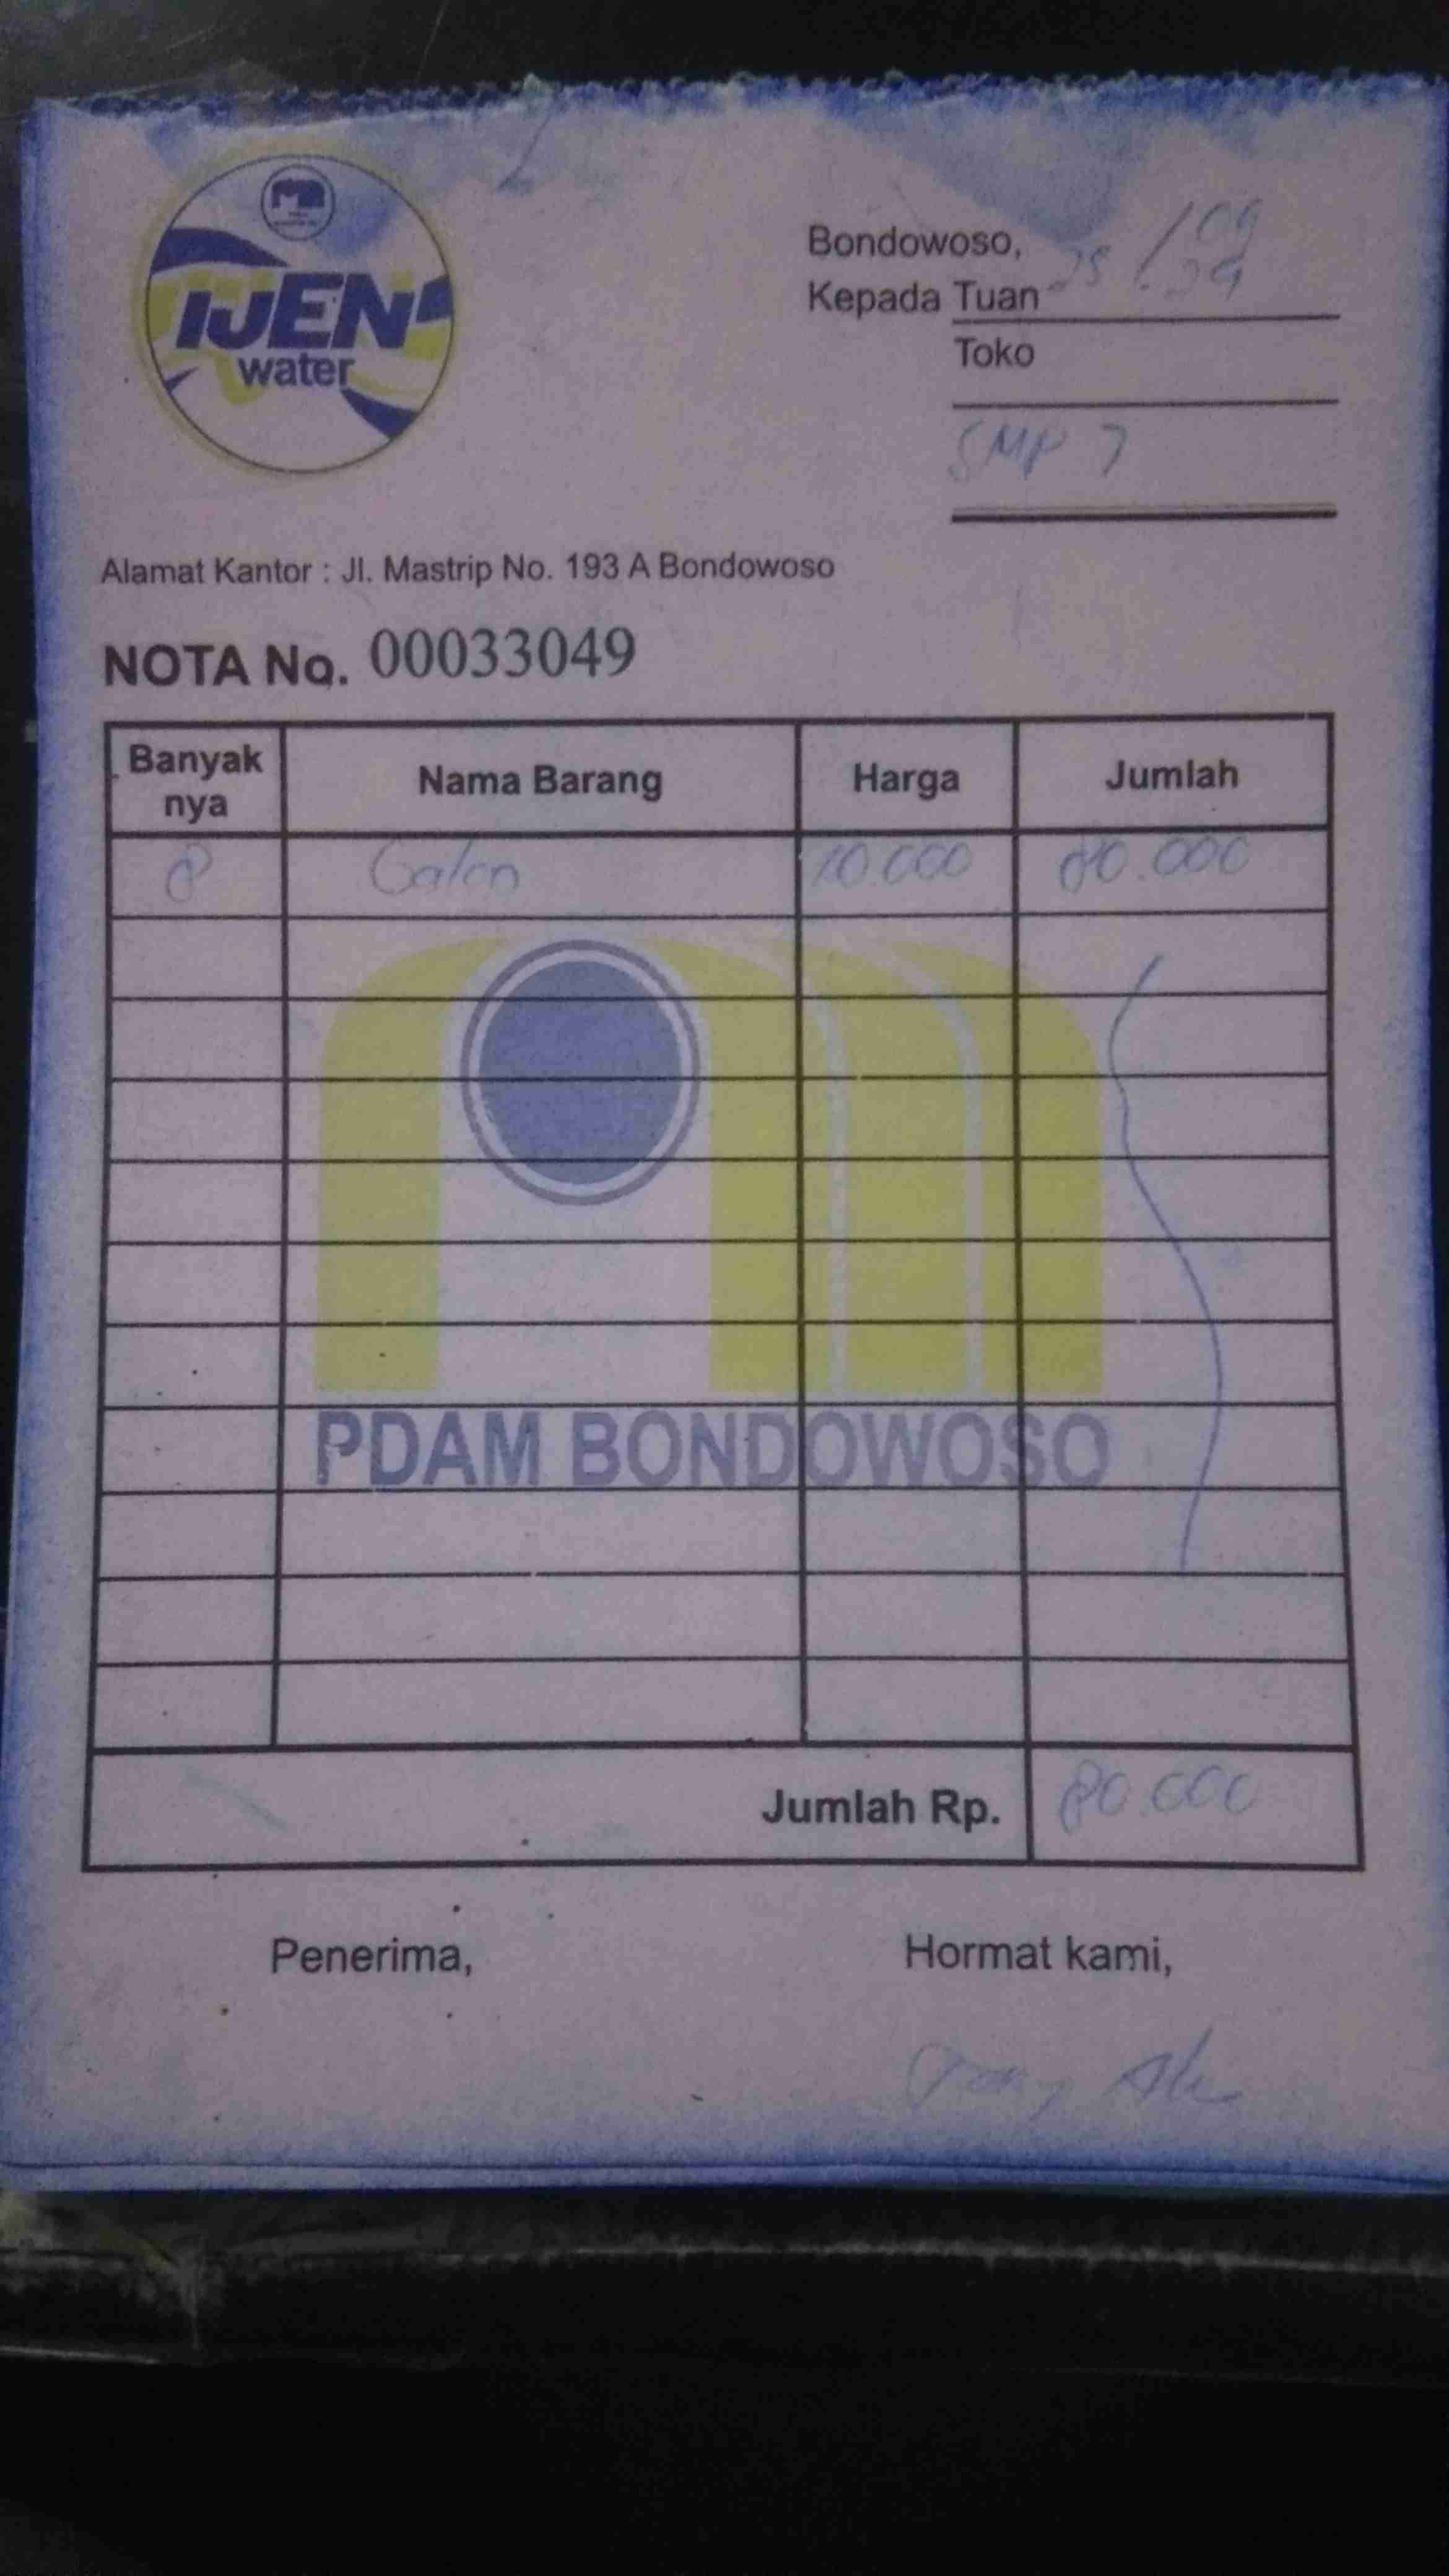 IJEN
water
Bondowoso, 25/09
Kepada Tuan
Toko
SMP 7
Alamat Kantor : Jl. Mastrip No. 193 A Bondowoso
NOTA No. 00033049
Banyak nya Nama Barang Harga Jumlah
8 Galon 10.000 80.000
PDAM BONDOWOSO
Jumlah Rp. 80.000
Penerima, Hormat kami,